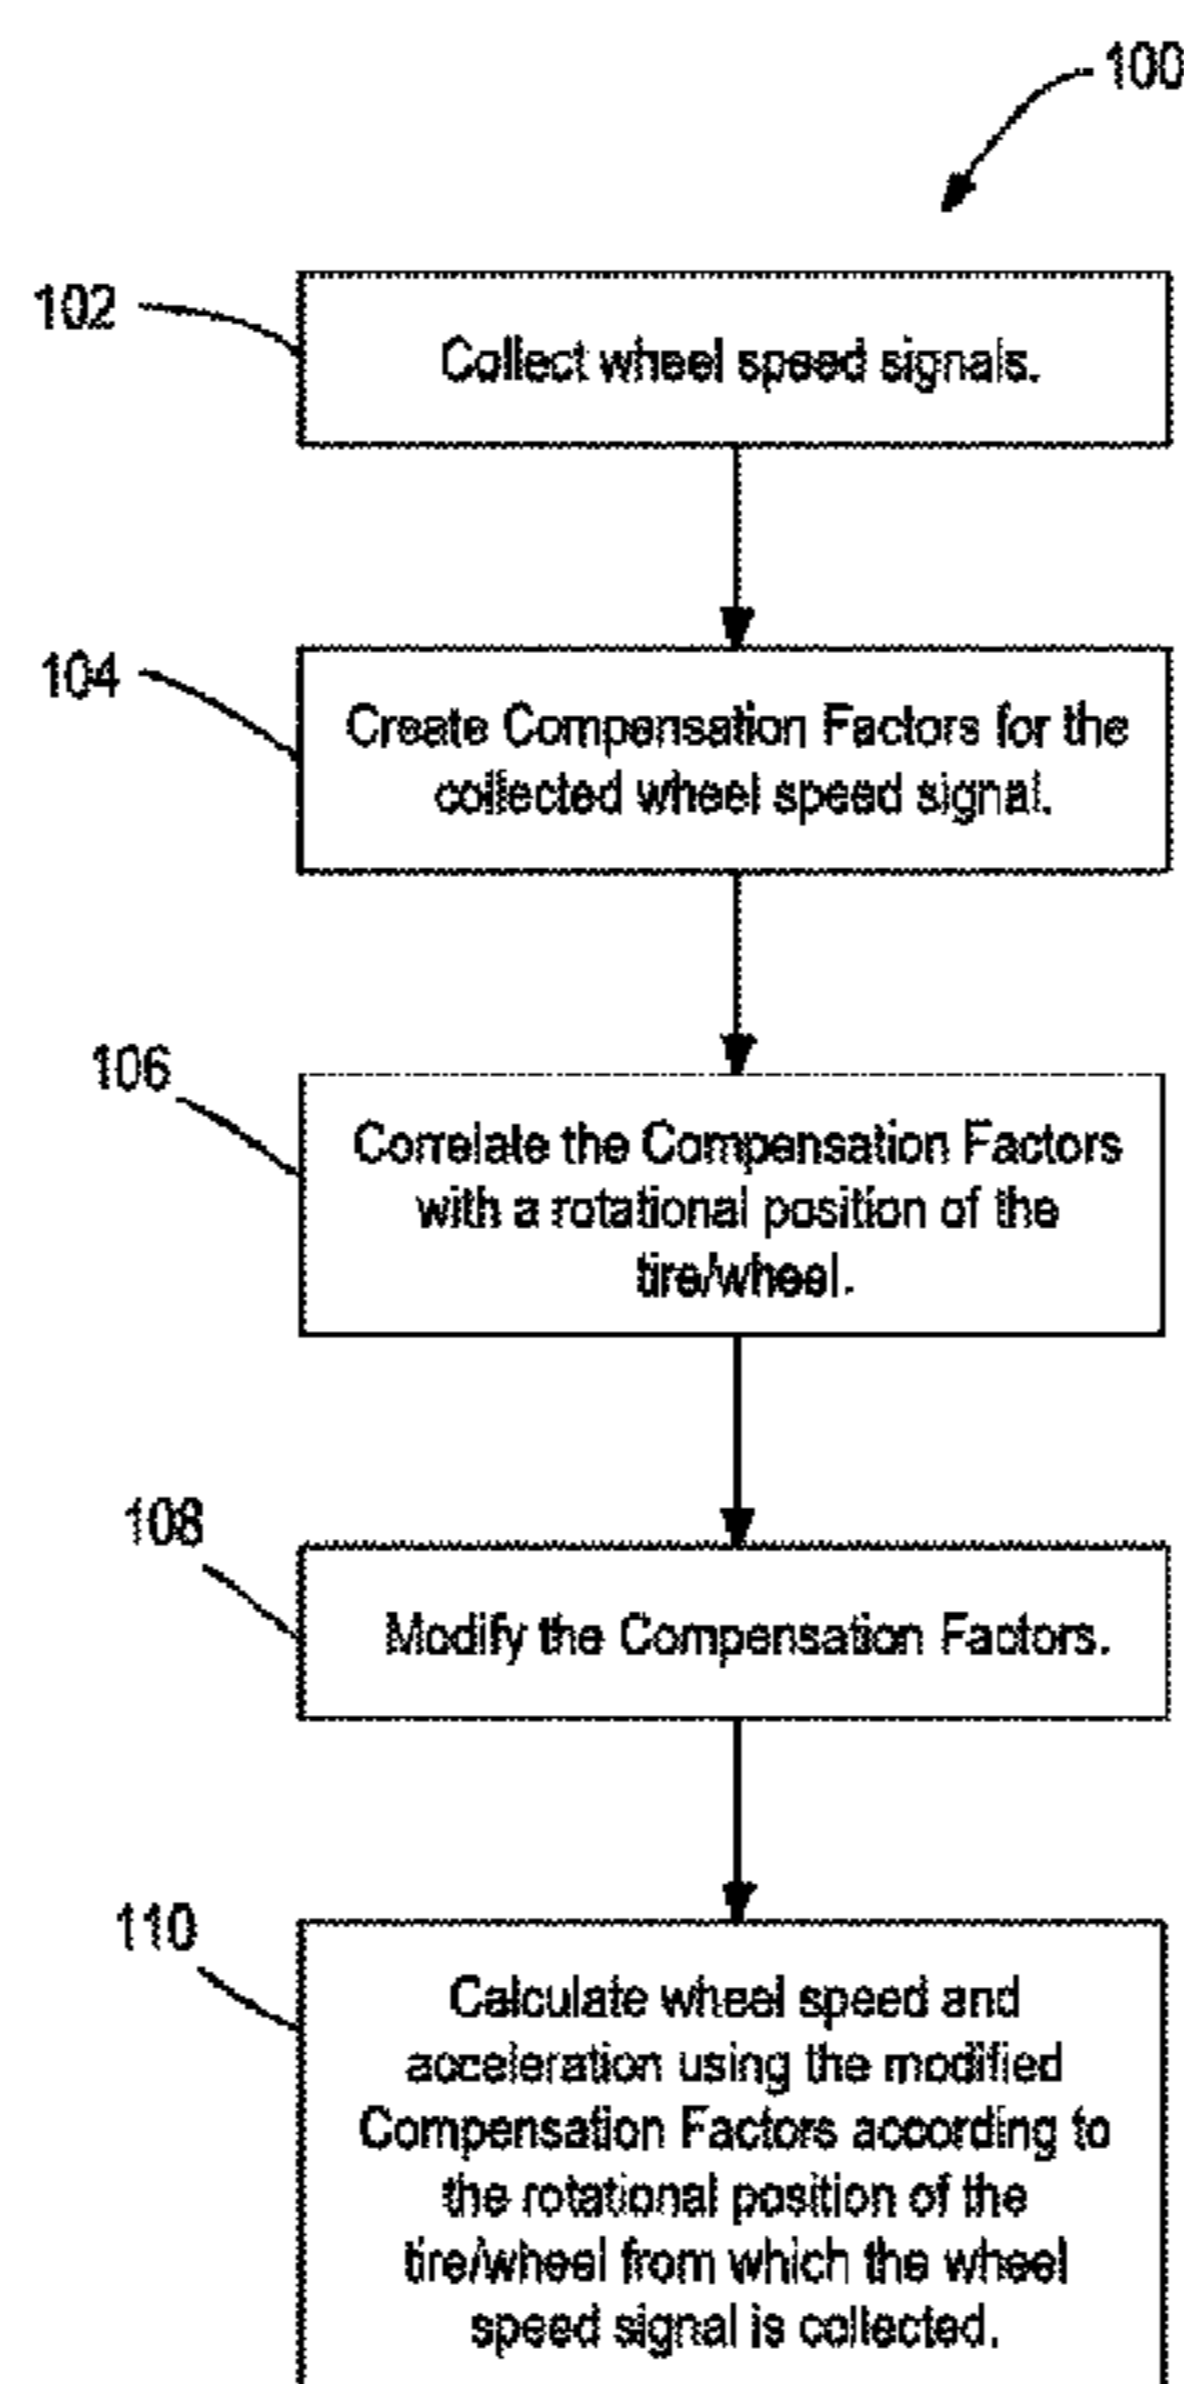 100
102
Collect wheel speed signals.
104
Create Compensation Factors for the
collected wheel speed signal.
106
Correlate the Compensation Factors
with a rotational position of the
tire/wheel.
108
Modify the Compensation Factors.
110
Calculate wheel speed and
acceleration using the modified
Compensation Factors according to
the rotational position of the
tire/wheel from which the wheel
speed signal is collected.